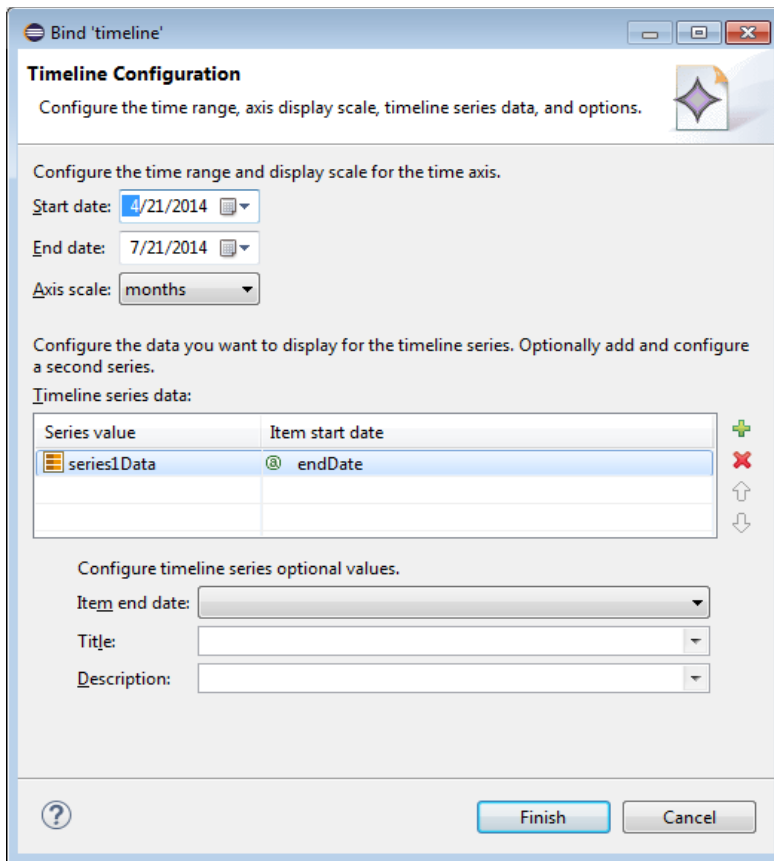 Bind 'timeline'
Timeline Configuration
Configure the time range, axis display scale, timeline series data, and options.
Configure the time range and display scale for the time axis.
Start date: 4/21/2014
End date: 7/21/2014
Axis scale: months
Configure the data you want to display for the timeline series. Optionally add and configure
a second series.
Timeline series data:
Series value Item start date
series1Data @ endDate
Configure timeline series optional values.
Item end date:
Title:
Description:
? Finish Cancel